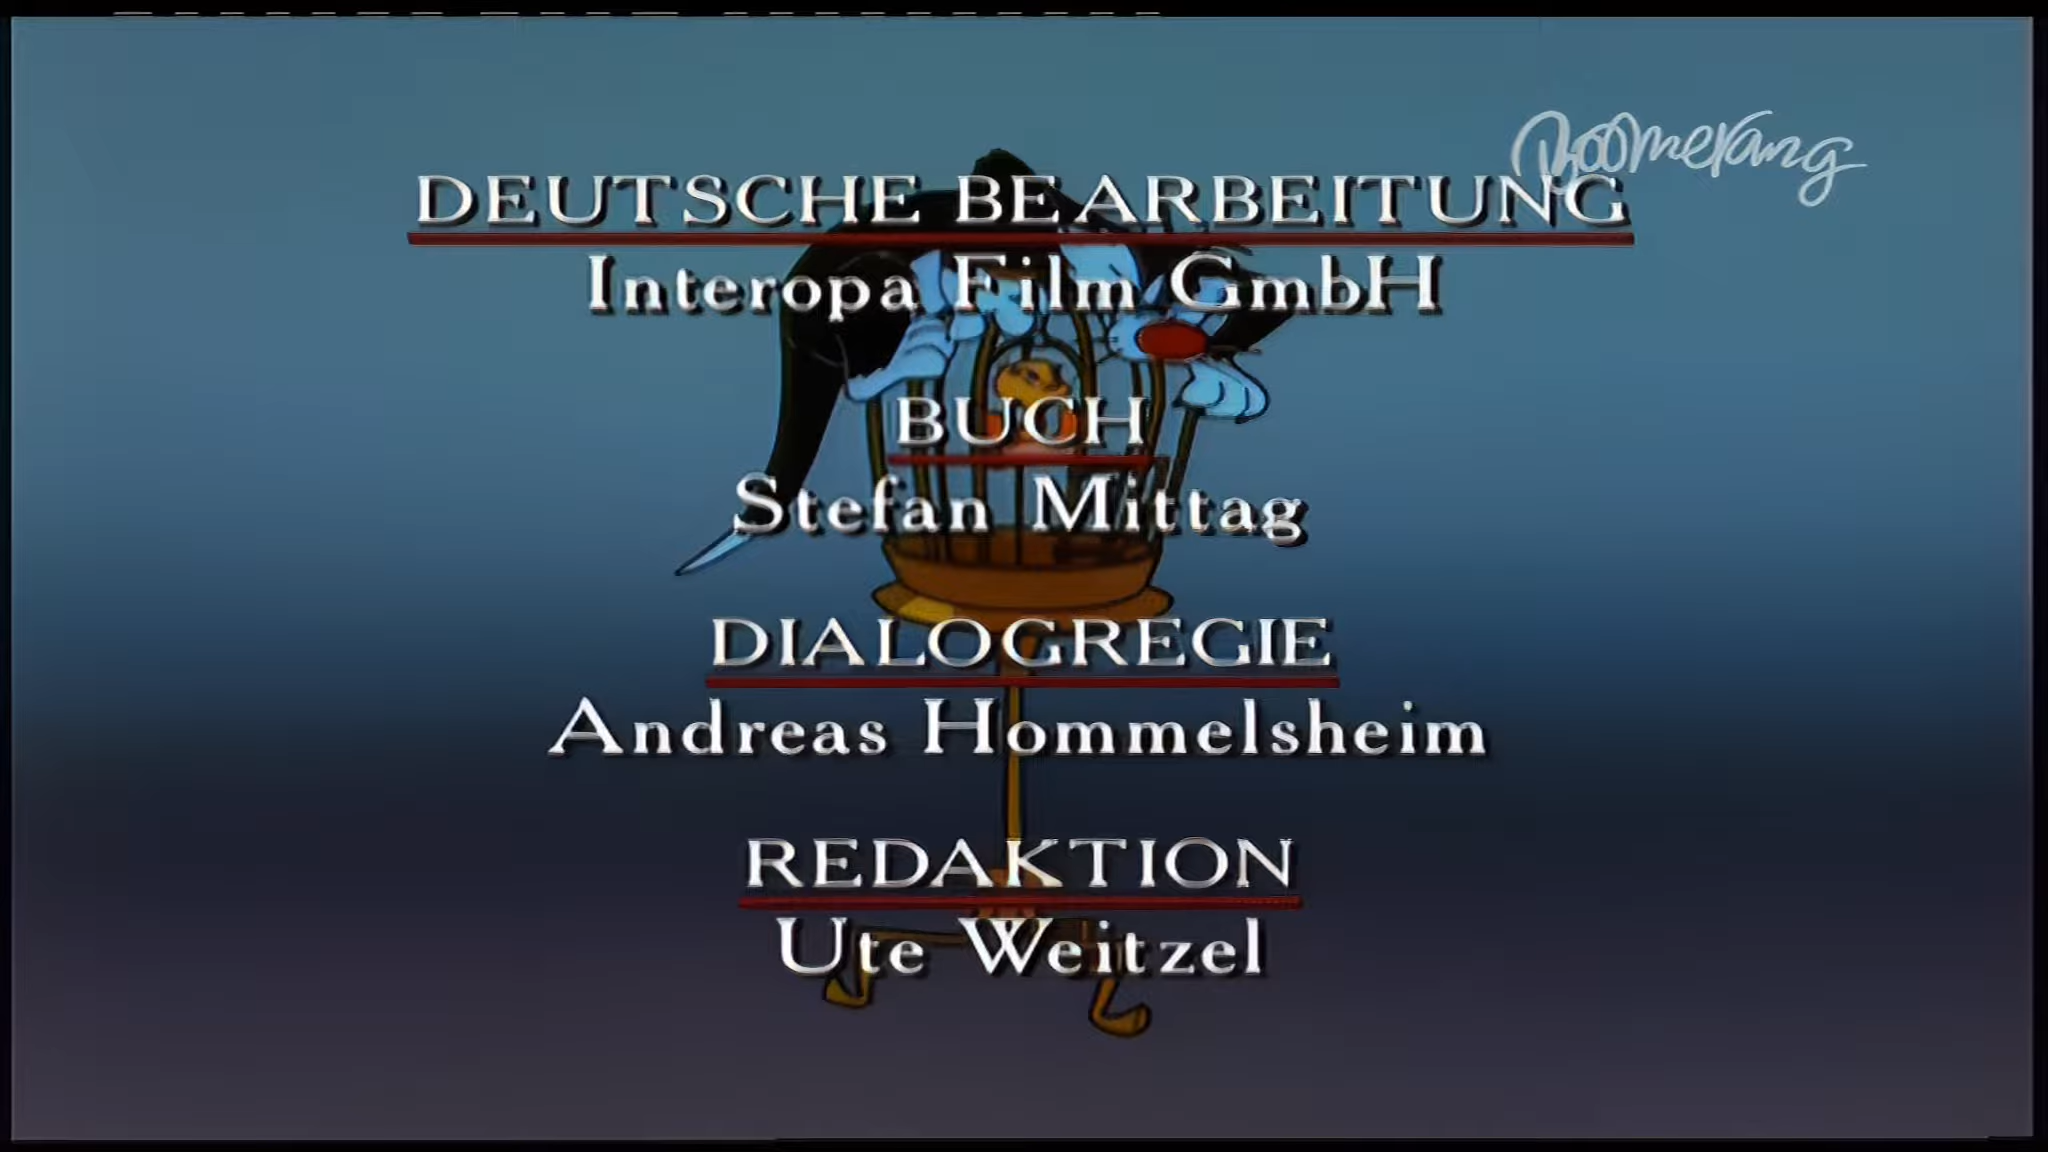 Boomerang
DEUTSCHE BEARBEITUNG
Interopa Film GmbH
BUCH
Stefan Mittag
DIALOGREGIE
Andreas Hommelsheim
REDAKTION
Ute Weitzel